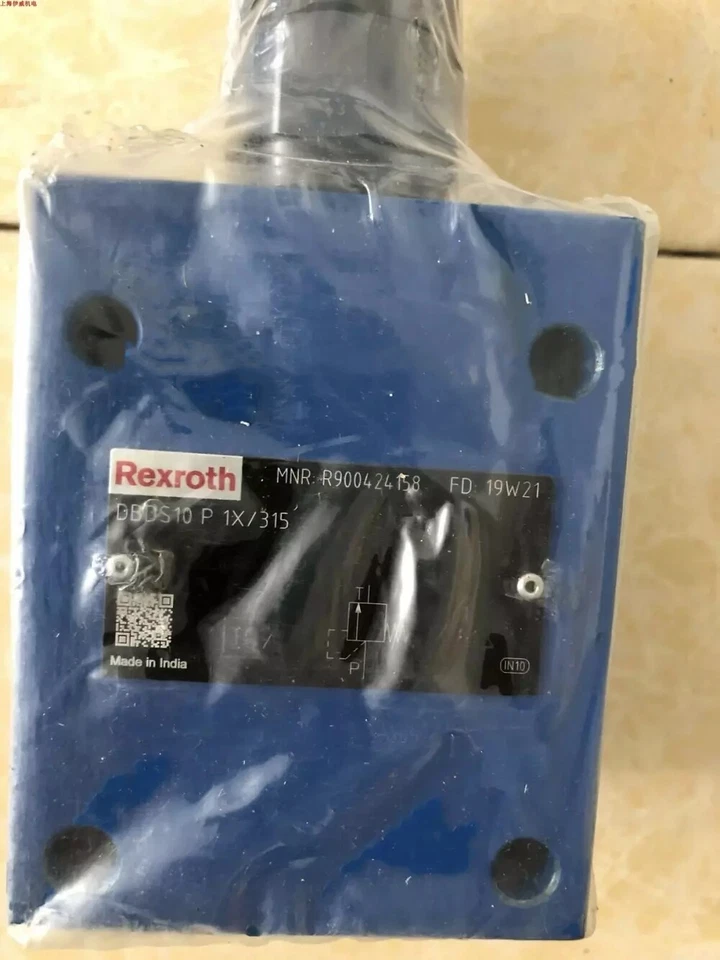 上海伊威机电
Rexroth MNR: R900424158 FD: 19W21
DBDS10 P 1X/315
T
P
Made in India
IN10